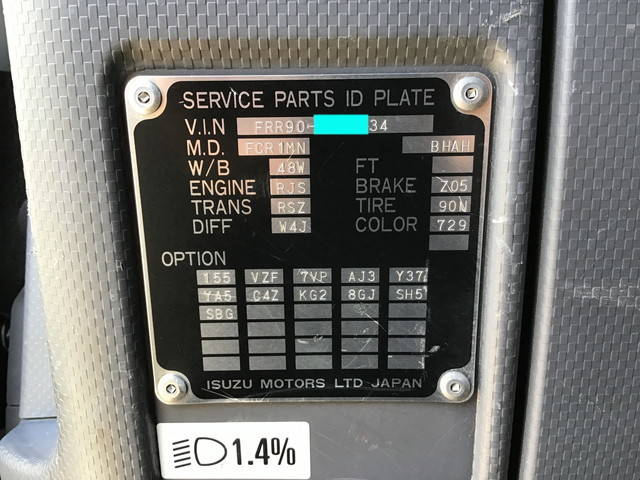 SERVICE PARTS ID PLATE
V.I.N FRR90- 34
M.D. FCR1MN BHAH
W/B 48W FT
ENGINE RJS BRAKE Z05
TRANS RSZ TIRE 90N
DIFF W4J COLOR 729
OPTION
155 VZF 7VP AJ3 Y37
YA5 C4Z KG2 8GJ SH5
SBG
ISUZU MOTORS LTD JAPAN
1.4%